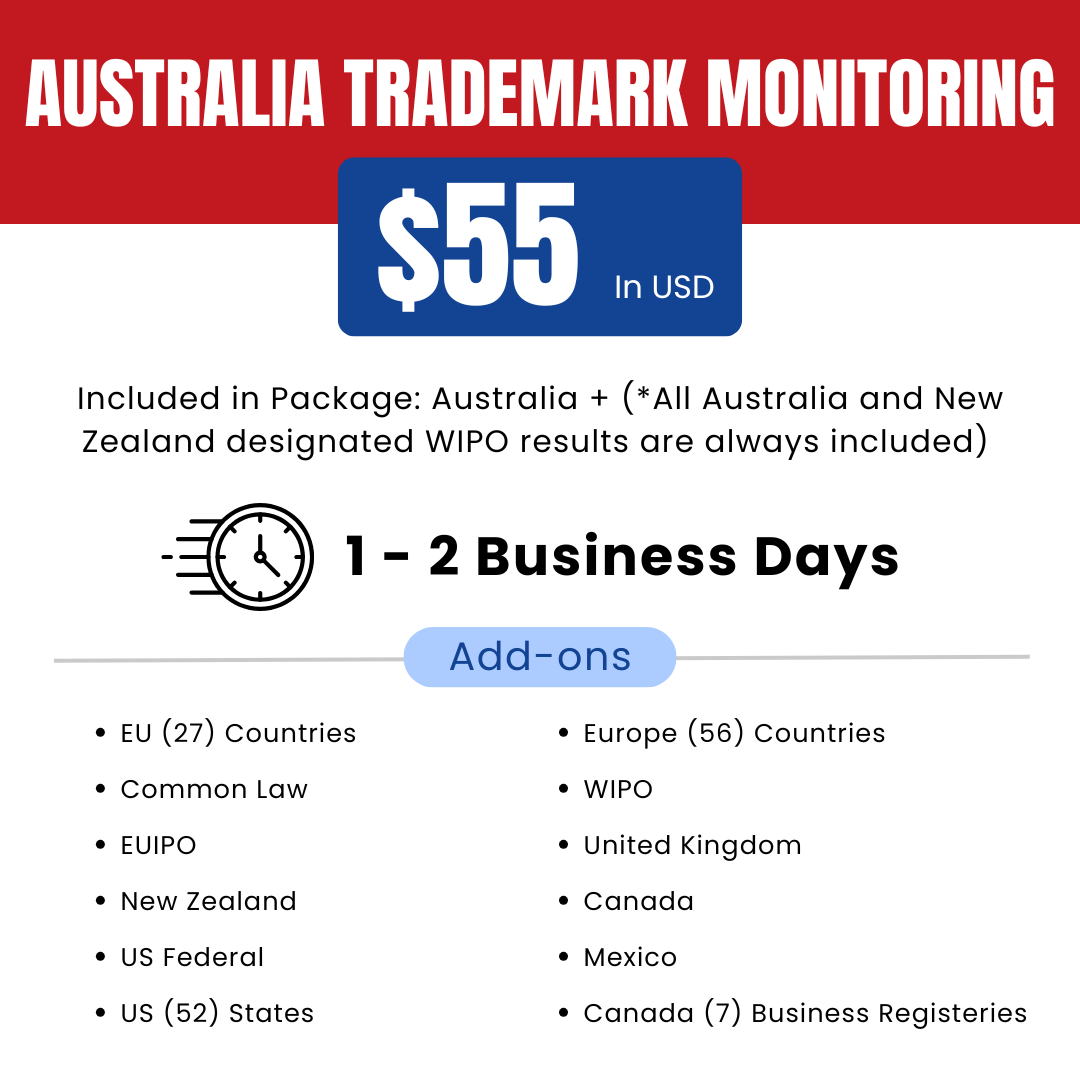 AUSTRALIA TRADEMARK MONITORING
$55 In USD
Included in Package: Australia + (*All Australia and New
Zealand designated WIPO results are always included)
1 - 2 Business Days
Add-ons
• EU (27) Countries
• Common Law
• EUIPO
• New Zealand
• US Federal
• US (52) States
• Europe (56) Countries
• WIPO
• United Kingdom
• Canada
• Mexico
• Canada (7) Business Registeries